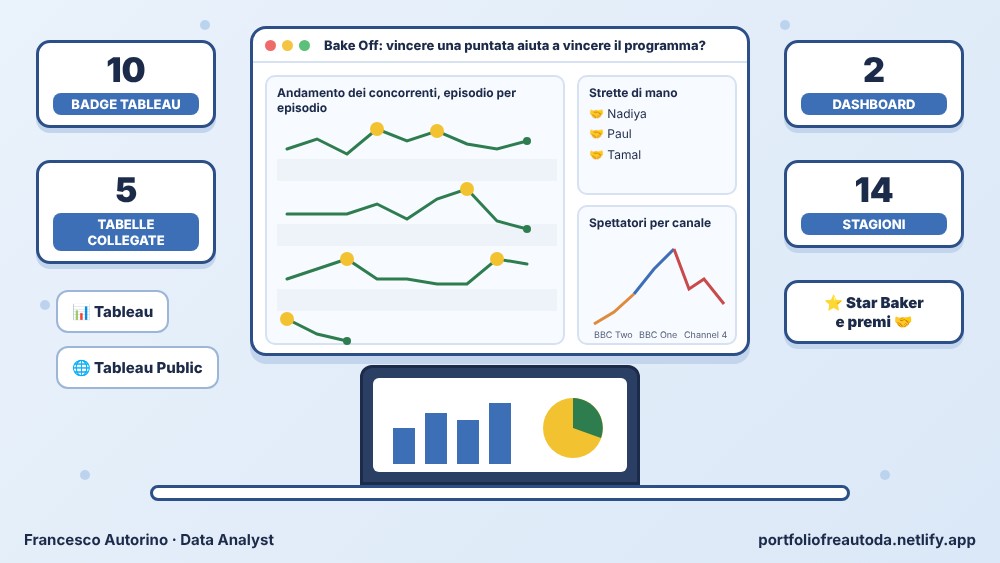 10
BADGE TABLEAU
5
TABELLE
COLLEGATE
📊 Tableau
🌐 Tableau Public
Bake Off: vincere una puntata aiuta a vincere il programma?
Andamento dei concorrenti, episodio per
episodio
Strette di mano
🤝 Nadiya
🤝 Paul
🤝 Tamal
Spettatori per canale
BBC Two BBC One Channel 4
2
DASHBOARD
14
STAGIONI
⭐ Star Baker
e premi 🤝
Francesco Autorino · Data Analyst
portfoliofreautoda.netlify.app